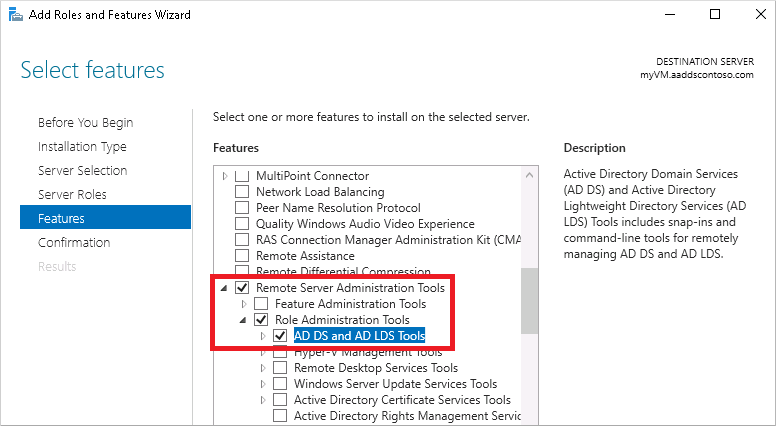 Add Roles and Features Wizard
Select features
DESTINATION SERVER
myVM.aaddscontoso.com
Before You Begin
Installation Type
Server Selection
Server Roles
Features
Confirmation
Results
Select one or more features to install on the selected server.
Features
MultiPoint Connector
Network Load Balancing
Peer Name Resolution Protocol
Quality Windows Audio Video Experience
RAS Connection Manager Administration Kit (CMA
Remote Assistance
Remote Differential Compression
Remote Server Administration Tools
Feature Administration Tools
Role Administration Tools
AD DS and AD LDS Tools
Hyper-V Management Tools
Remote Desktop Services Tools
Windows Server Update Services Tools
Active Directory Certificate Services Tools
Active Directory Rights Management Servic
Description
Active Directory Domain Services
(AD DS) and Active Directory
Lightweight Directory Services (AD
LDS) Tools includes snap-ins and
command-line tools for remotely
managing AD DS and AD LDS.